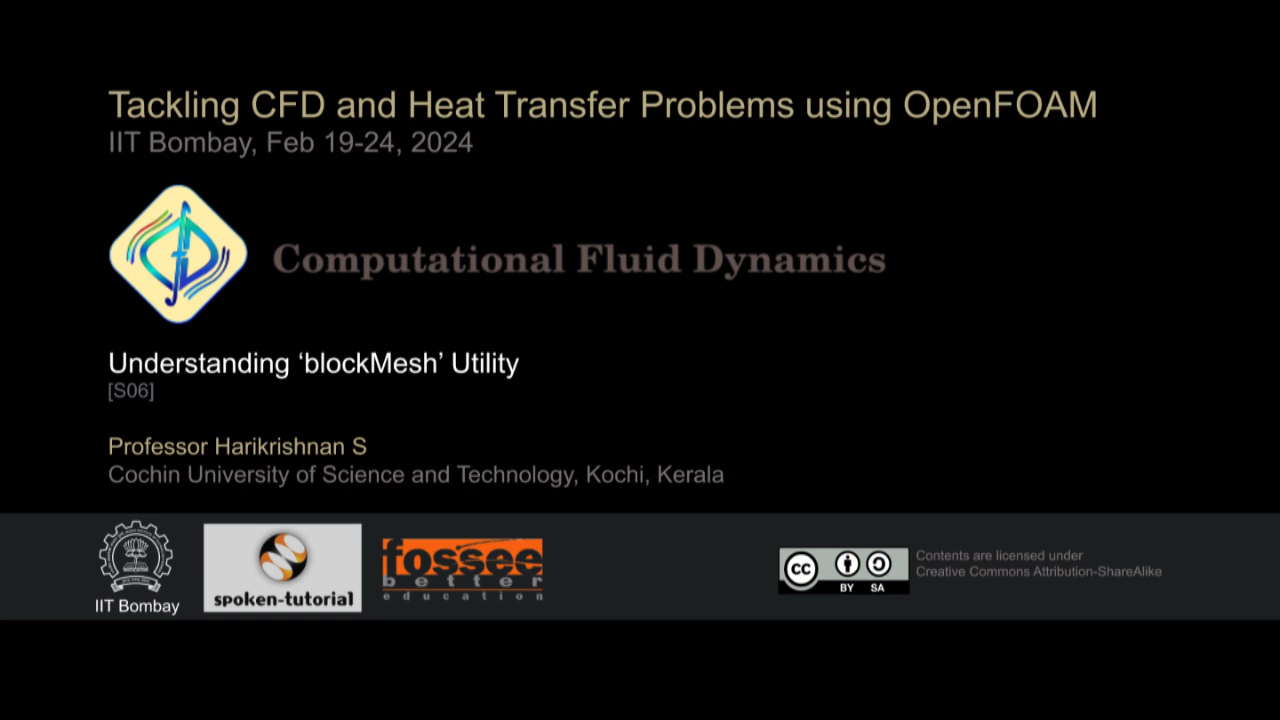 Tackling CFD and Heat Transfer Problems using OpenFOAM
IIT Bombay, Feb 19-24, 2024
Computational Fluid Dynamics
Understanding ‘blockMesh’ Utility
[S06]
Professor Harikrishnan S
Cochin University of Science and Technology, Kochi, Kerala
IIT Bombay
spoken-tutorial
fossee
better
education
cc
BY SA
Contents are licensed under
Creative Commons Attribution-ShareAlike